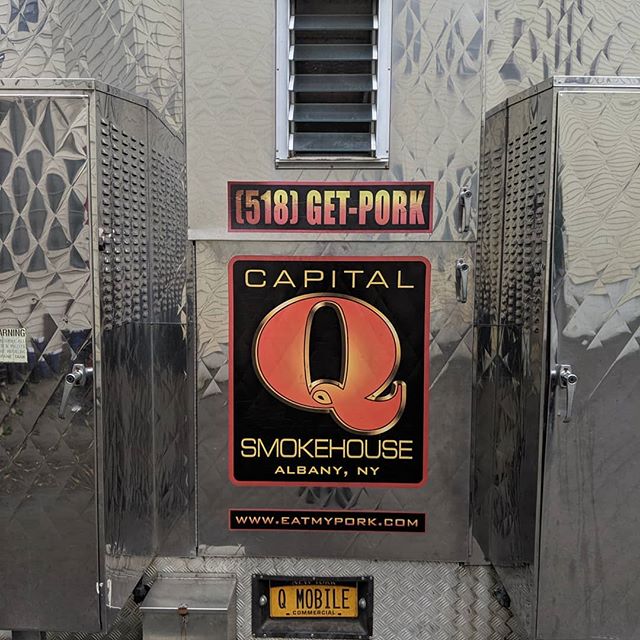 (518) GET-PORK
CAPITAL
Q
SMOKEHOUSE
ALBANY, NY
WWW.EATMYPORK.COM
WARNING
NEW YORK
Q MOBILE
COMMERCIAL